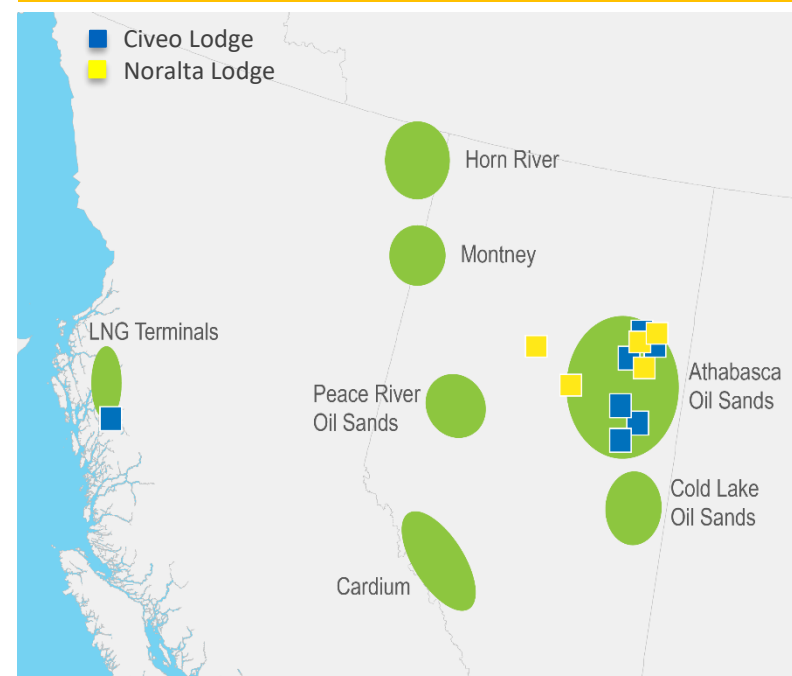 Civeo Lodge
Noralta Lodge
Horn River
Montney
LNG Terminals
Peace River
Oil Sands
Athabasca
Oil Sands
Cold Lake
Oil Sands
Cardium